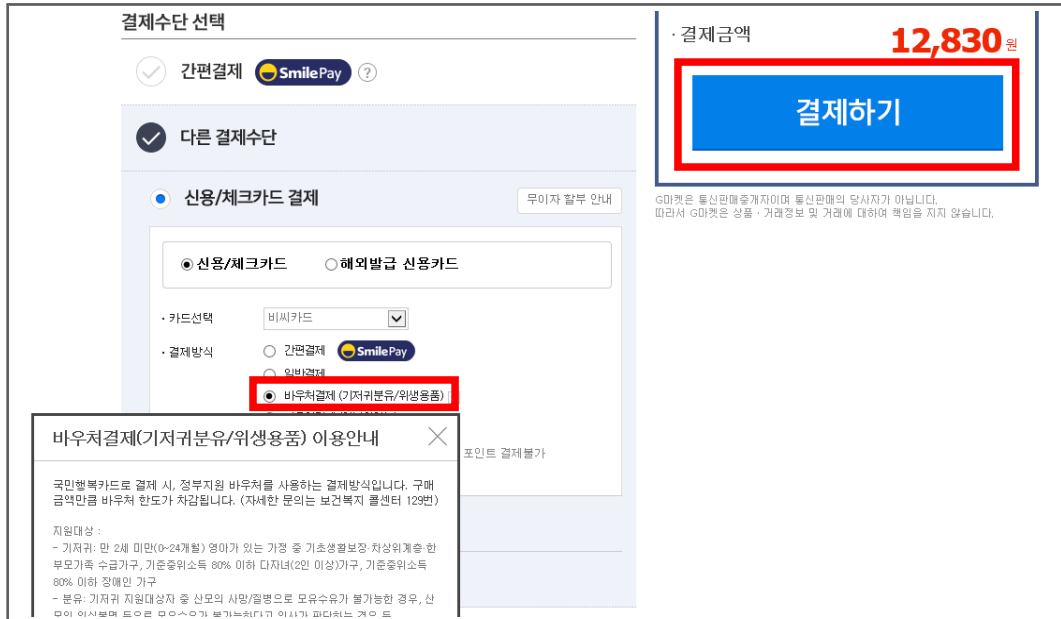 결제수단 선택
간편결제 SmilePay ?
다른 결제수단
신용/체크카드 결제
무이자 할부 안내
신용/체크카드
해외발급 신용카드
· 카드선택
비씨카드
· 결제방식
간편결제 SmilePay
일반결제
바우처결제 (기저귀분유/위생용품)
포인트 결제불가
바우처결제(기저귀분유/위생용품) 이용안내
국민행복카드로 결제 시, 정부지원 바우처를 사용하는 결제방식입니다. 구매
금액만큼 바우처 한도가 차감됩니다. (자세한 문의는 보건복지 콜센터 129번)
지원대상 :
- 기저귀: 만 2세 미만(0~24개월) 영아가 있는 가정 중 기초생활보장·차상위계층·한
부모가족 수급가구, 기준중위소득 80% 이하 다자녀(2인 이상)가구, 기준중위소득
80% 이하 장애인 가구
- 분유: 기저귀 지원대상자 중 산모의 사망/질병으로 모유수유가 불가능한 경우, 산
· 결제금액
12,830 원
결제하기
G마켓은 통신판매중개자이며 통신판매의 당사자가 아닙니다.
따라서 G마켓은 상품 · 거래정보 및 거래에 대하여 책임을 지지 않습니다.